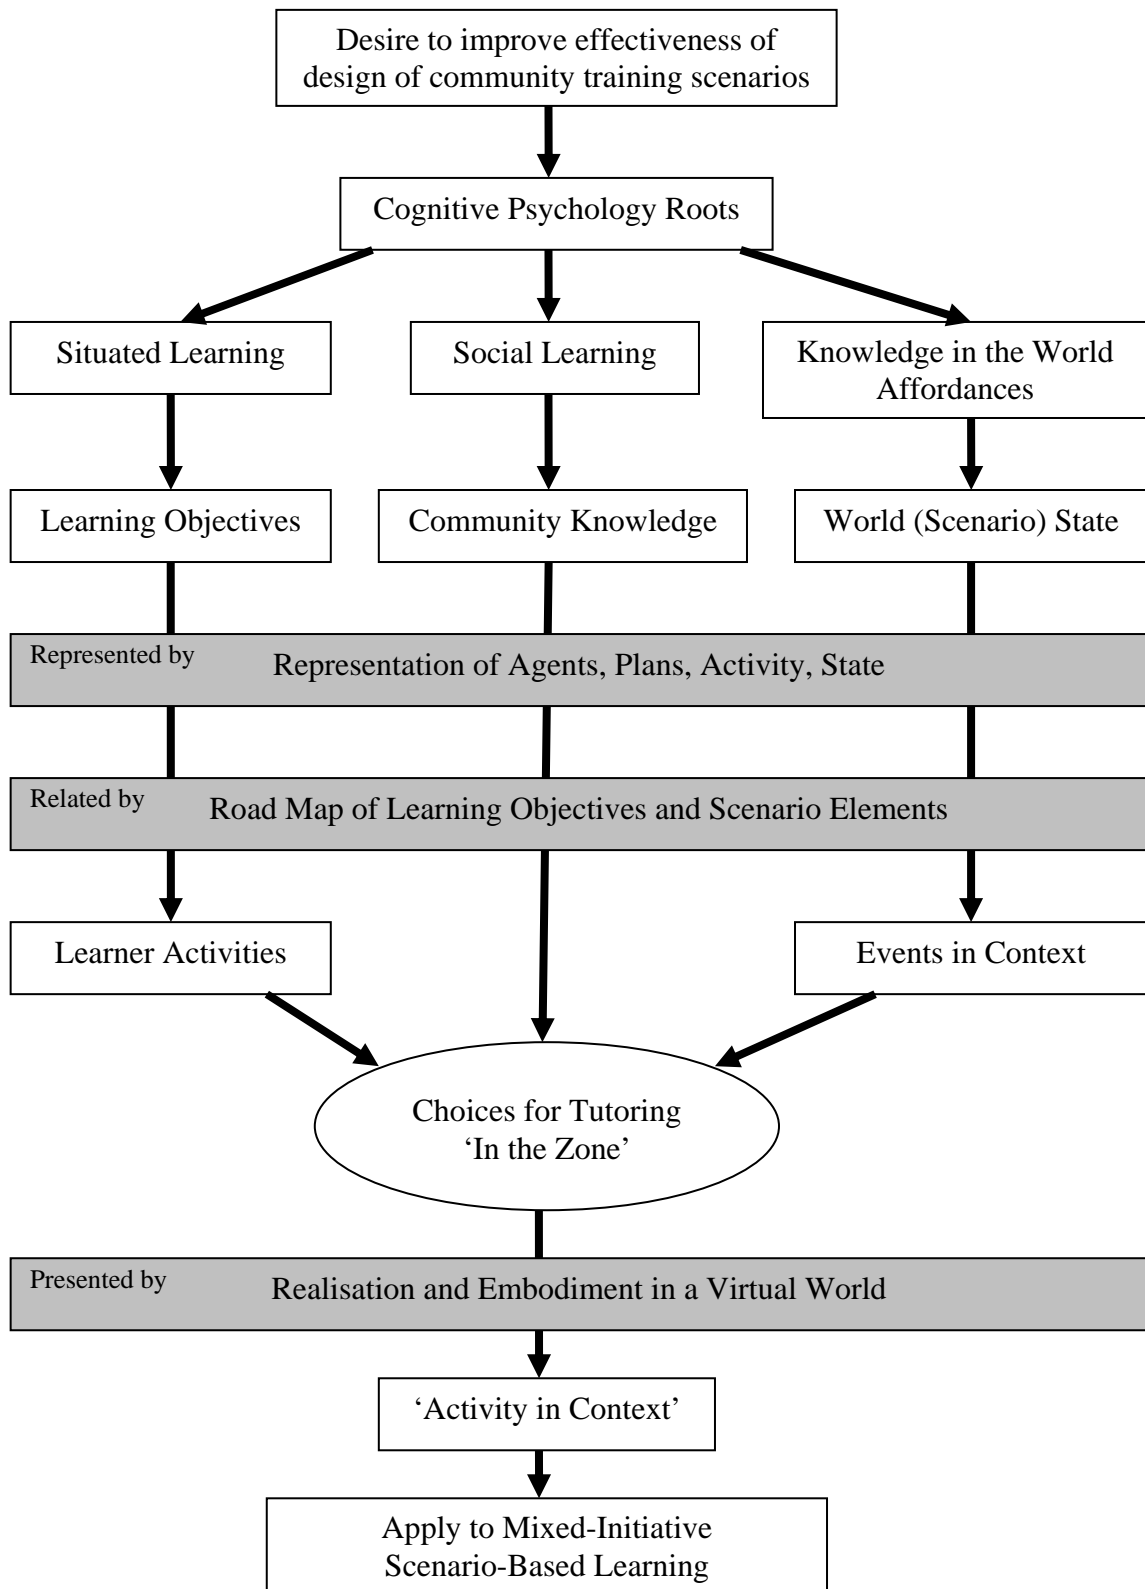 Desire to improve effectiveness of
design of community training scenarios
Cognitive Psychology Roots
Situated Learning
Social Learning
Knowledge in the World
Affordances
Learning Objectives
Community Knowledge
World (Scenario) State
Represented by
Representation of Agents, Plans, Activity, State
Related by
Road Map of Learning Objectives and Scenario Elements
Learner Activities
Events in Context
Choices for Tutoring
‘In the Zone’
Presented by
Realisation and Embodiment in a Virtual World
‘Activity in Context’
Apply to Mixed-Initiative
Scenario-Based Learning